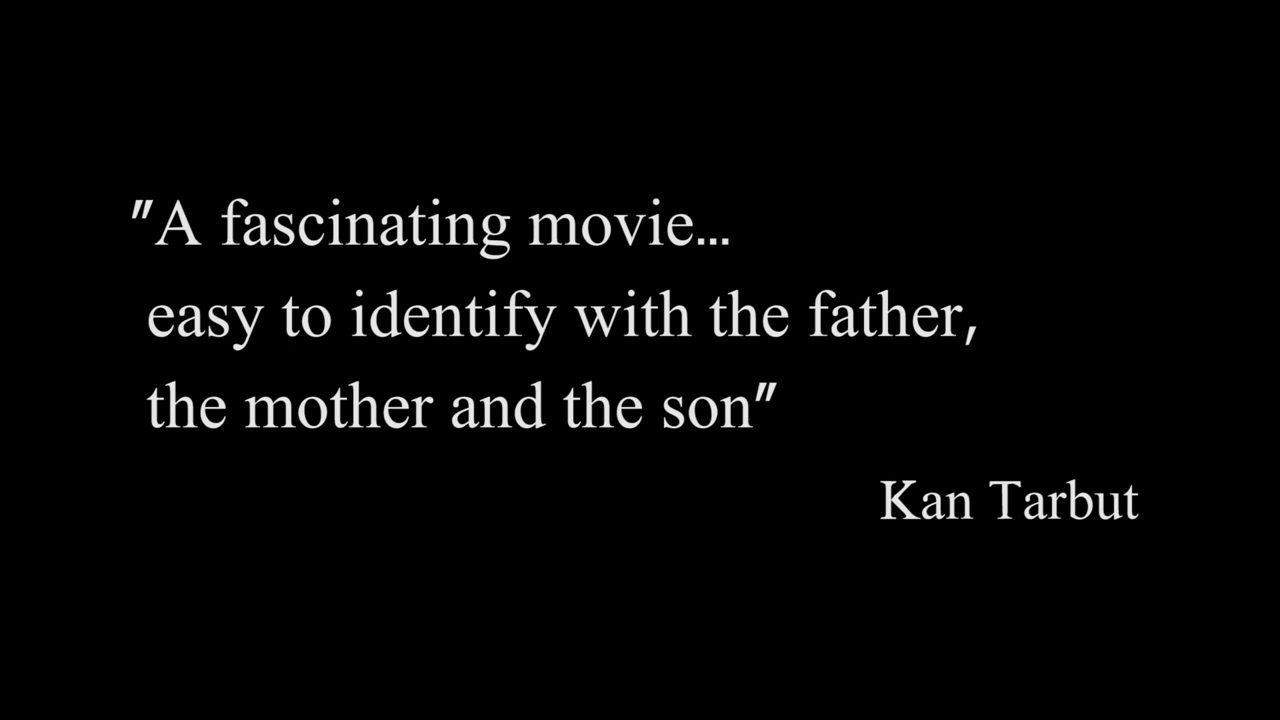 "A fascinating movie...
easy to identify with the father,
the mother and the son"
Kan Tarbut